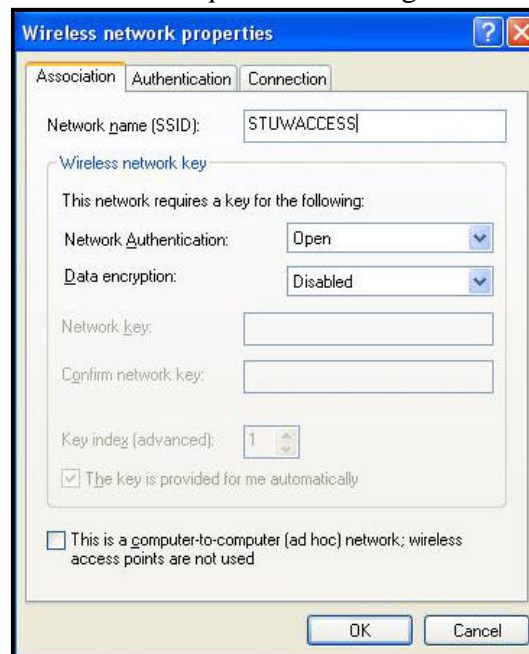 Wireless network properties
Association Authentication Connection
Network name (SSID): STUWACCESS
Wireless network key
This network requires a key for the following:
Network Authentication: Open
Data encryption: Disabled
Network key:
Confirm network key:
Key index (advanced): 1
The key is provided for me automatically
This is a computer-to-computer (ad hoc) network; wireless
access points are not used
OK Cancel